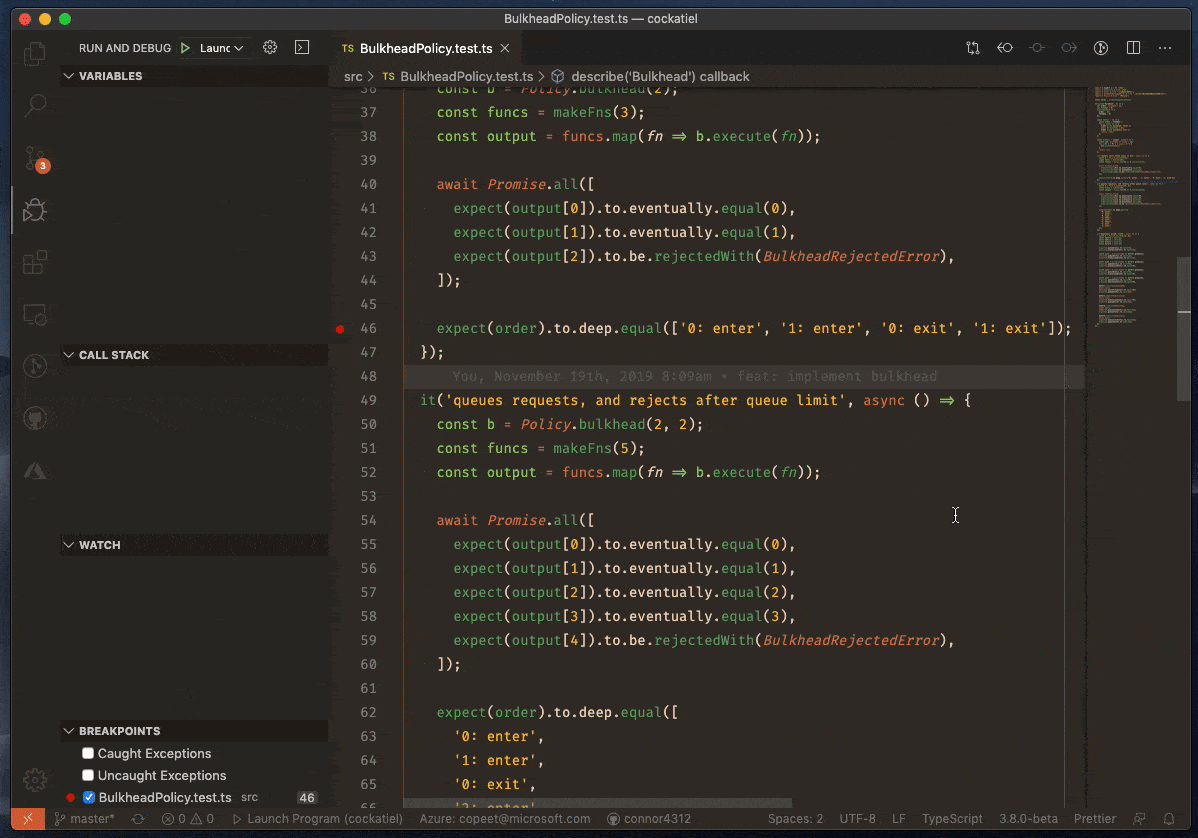 BulkheadPolicy.test.ts — cockatiel
RUN AND DEBUG Launc
TS BulkheadPolicy.test.ts
src > TS BulkheadPolicy.test.ts > describe('Bulkhead') callback
VARIABLES
36 const b = Policy.bulkhead(2);
37 const funcs = makeFns(3);
38 const output = funcs.map(fn ⇒ b.execute(fn));
39
40 await Promise.all([
41 expect(output[0]).to.eventually.equal(0),
42 expect(output[1]).to.eventually.equal(1),
43 expect(output[2]).to.be.rejectedWith(BulkheadRejectedError),
44 ]);
45
46 expect(order).to.deep.equal(['0: enter', '1: enter', '0: exit', '1: exit']);
47 });
48 You, November 19th, 2019 8:09am • feat: implement bulkhead
49 it('queues requests, and rejects after queue limit', async () ⇒ {
50 const b = Policy.bulkhead(2, 2);
51 const funcs = makeFns(5);
52 const output = funcs.map(fn ⇒ b.execute(fn));
53
54 await Promise.all([
55 expect(output[0]).to.eventually.equal(0),
56 expect(output[1]).to.eventually.equal(1),
57 expect(output[2]).to.eventually.equal(2),
58 expect(output[3]).to.eventually.equal(3),
59 expect(output[4]).to.be.rejectedWith(BulkheadRejectedError),
60 ]);
61
62 expect(order).to.deep.equal([
63 '0: enter',
64 '1: enter',
65 '0: exit',
66 '2: enter'
3
CALL STACK
WATCH
BREAKPOINTS
Caught Exceptions
Uncaught Exceptions
BulkheadPolicy.test.ts src 46
master* 0 0 Launch Program (cockatiel) Azure: copeet@microsoft.com connor4312 Spaces: 2 UTF-8 LF TypeScript 3.8.0-beta Prettier